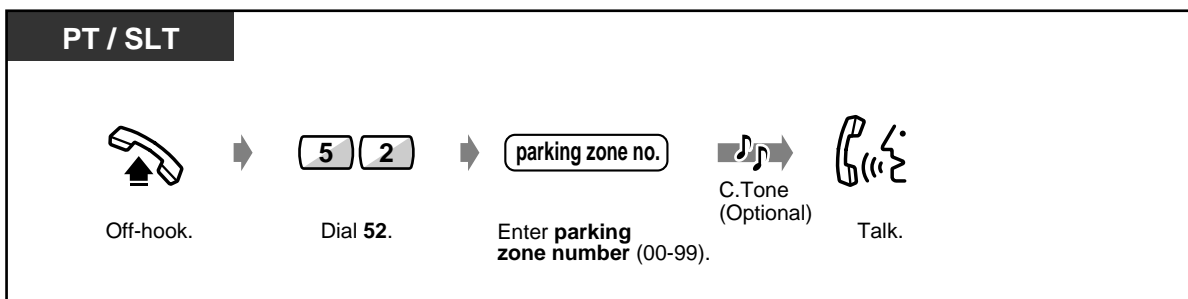 PT / SLT
5 2
parking zone no.
C.Tone
(Optional)
Off-hook.
Dial 52.
Enter parking
zone number (00-99).
Talk.